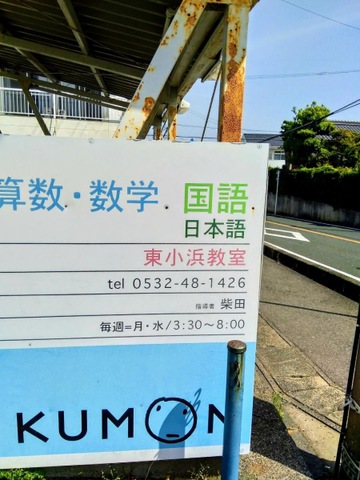 算数・数学 国語
日本語
東小浜教室
tel 0532-48-1426
指導者 柴田
毎週=月・水/3:30～8:00
KUMON